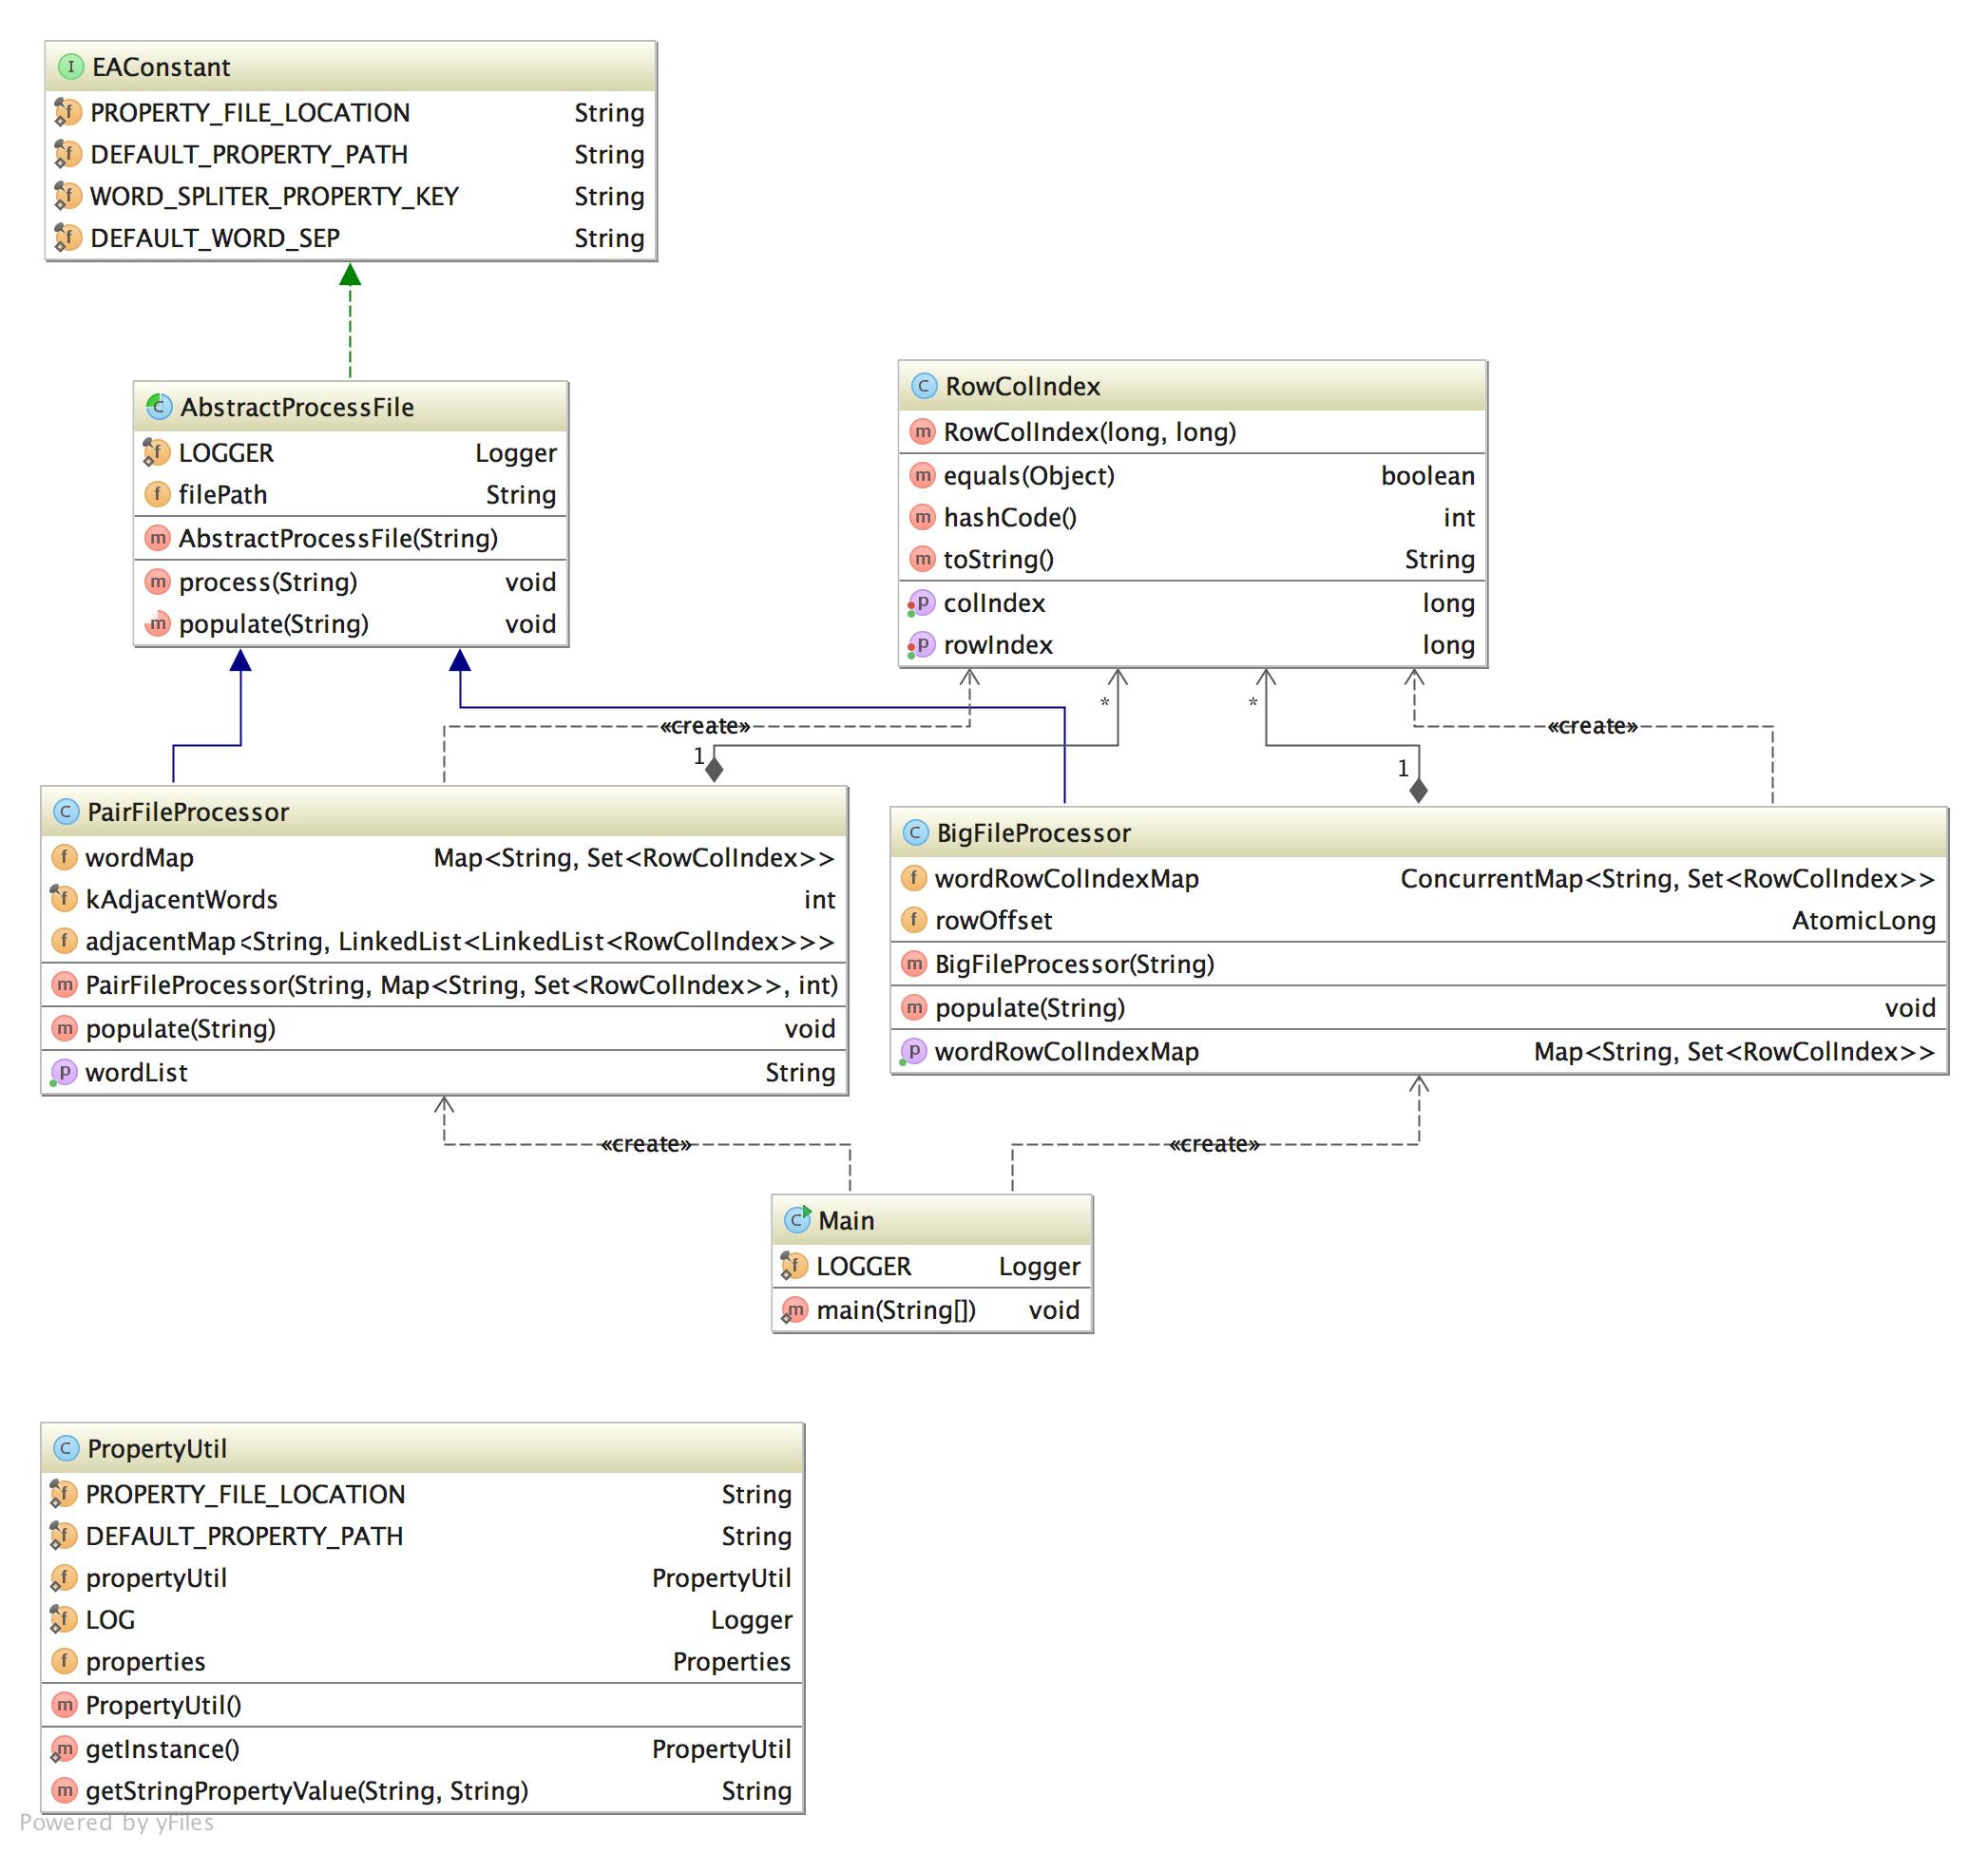 I EAConstant
f PROPERTY_FILE_LOCATION String
f DEFAULT_PROPERTY_PATH String
f WORD_SPLITER_PROPERTY_KEY String
f DEFAULT_WORD_SEP String
C AbstractProcessFile
f LOGGER Logger
f filePath String
m AbstractProcessFile(String)
m process(String) void
m populate(String) void
C RowColIndex
m RowColIndex(long, long)
m equals(Object) boolean
m hashCode() int
m toString() String
p colIndex long
p rowIndex long
* *
«create» «create»
1 1
C PairFileProcessor
f wordMap Map<String, Set<RowColIndex>>
f kAdjacentWords int
f adjacentMap <String, LinkedList<LinkedList<RowColIndex>>>
m PairFileProcessor(String, Map<String, Set<RowColIndex>>, int)
m populate(String) void
p wordList String
C BigFileProcessor
f wordRowColIndexMap ConcurrentMap<String, Set<RowColIndex>>
f rowOffset AtomicLong
m BigFileProcessor(String)
m populate(String) void
p wordRowColIndexMap Map<String, Set<RowColIndex>>
«create» «create»
C Main
f LOGGER Logger
m main(String[]) void
C PropertyUtil
f PROPERTY_FILE_LOCATION String
f DEFAULT_PROPERTY_PATH String
f propertyUtil PropertyUtil
f LOG Logger
f properties Properties
m PropertyUtil()
m getInstance() PropertyUtil
m getStringPropertyValue(String, String) String
Powered by yFiles